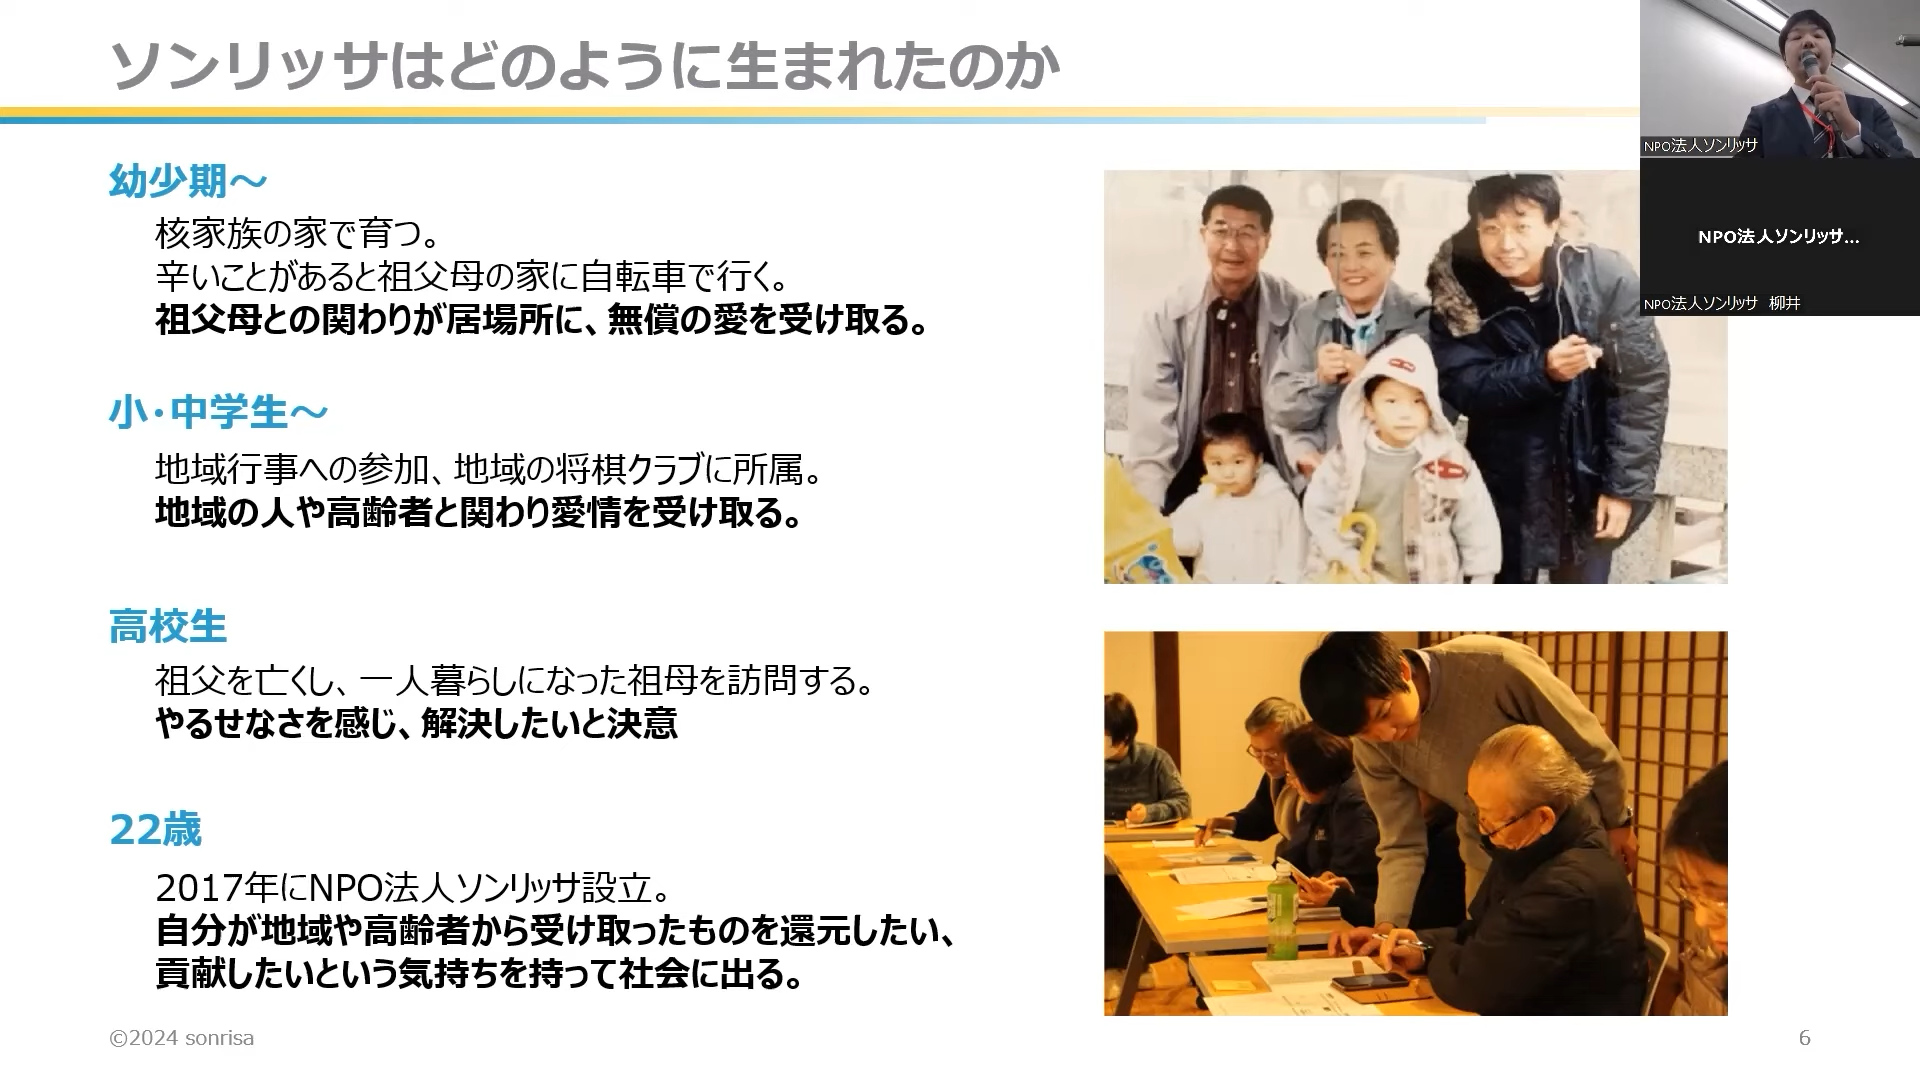 ソンリッサはどのように生まれたのか
幼少期～
核家族の家で育つ。
辛いことがあると祖父母の家に自転車で行く。
祖父母との関わりが居場所に、無償の愛を受け取る。
小・中学生～
地域行事への参加、地域の将棋クラブに所属。
地域の人や高齢者と関わり愛情を受け取る。
高校生
祖父を亡くし、一人暮らしになった祖母を訪問する。
やるせなさを感じ、解決したいと決意
22歳
2017年にNPO法人ソンリッサ設立。
自分が地域や高齢者から受け取ったものを還元したい、
貢献したいという気持ちを持って社会に出る。
©2024 sonrisa
6
NPO法人ソンリッサ
NPO法人ソンリッサ...
NPO法人ソンリッサ 柳井